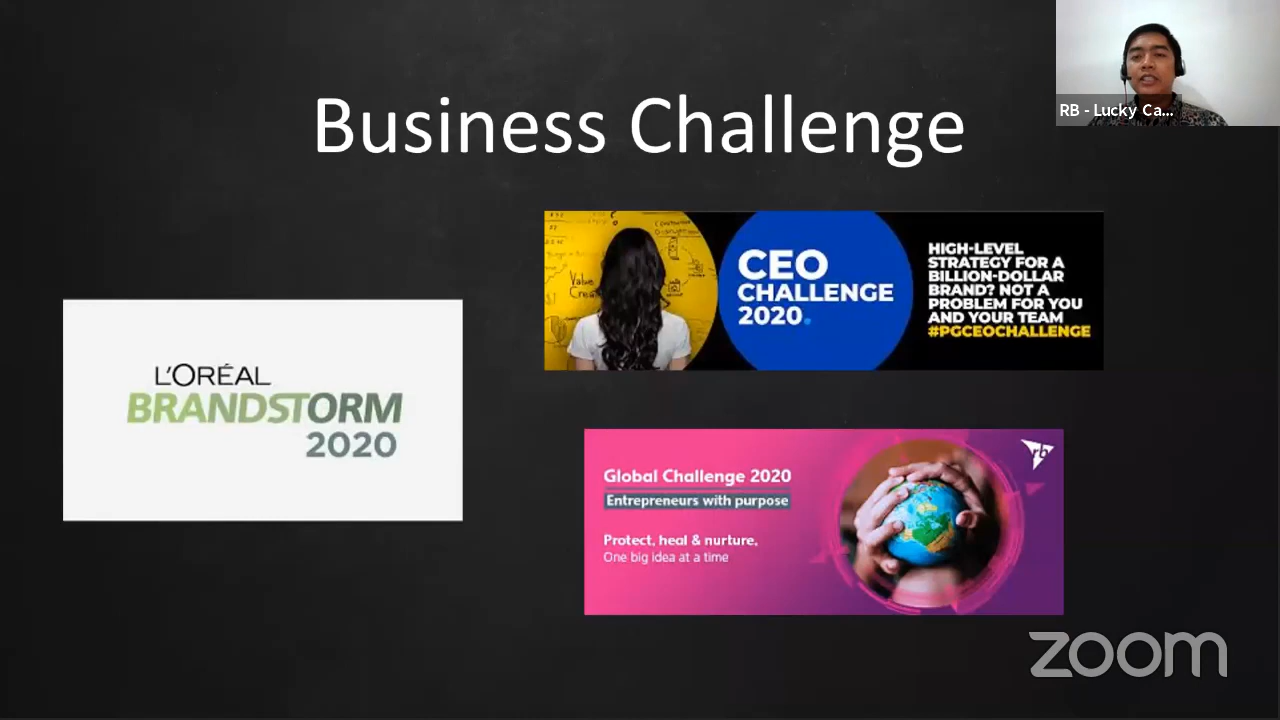 Business Challenge
RB - Lucky Ca...
L'ORÉAL
BRANDSTORM
2020
Value
CEO
CHALLENGE
2020.
HIGH-LEVEL
STRATEGY FOR A
BILLION-DOLLAR
BRAND? NOT A
PROBLEM FOR YOU
AND YOUR TEAM
#PGCEOCHALLENGE
Global Challenge 2020
Entrepreneurs with purpose
Protect, heal & nurture,
One big idea at a time
rb
zoom